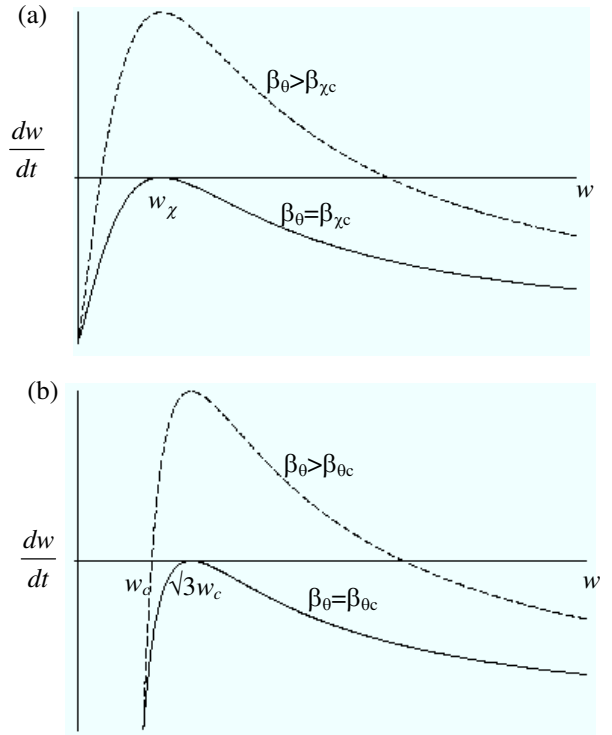 (a)
β_θ>β_χc
dw/dt
w
w_χ
β_θ=β_χc
(b)
β_θ>β_θc
dw/dt
w_c √3w_c
w
β_θ=β_θc